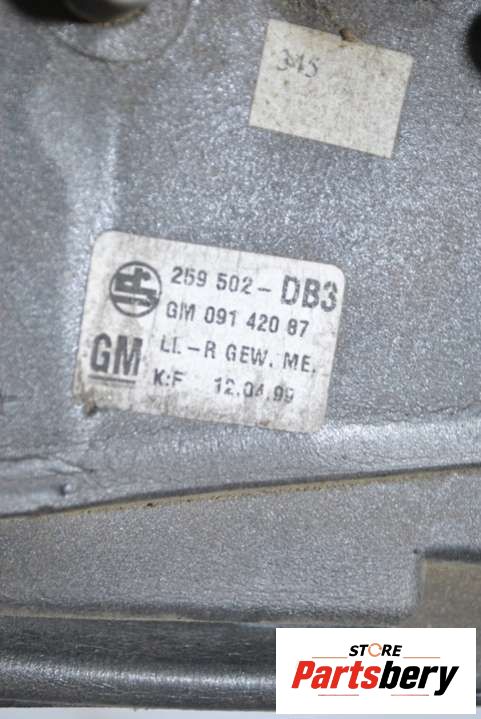 345
259 502- DB3
GM 091 420 87
GM LL-R GEW. ME.
K:F 12.04.99
STORE
Partsbery